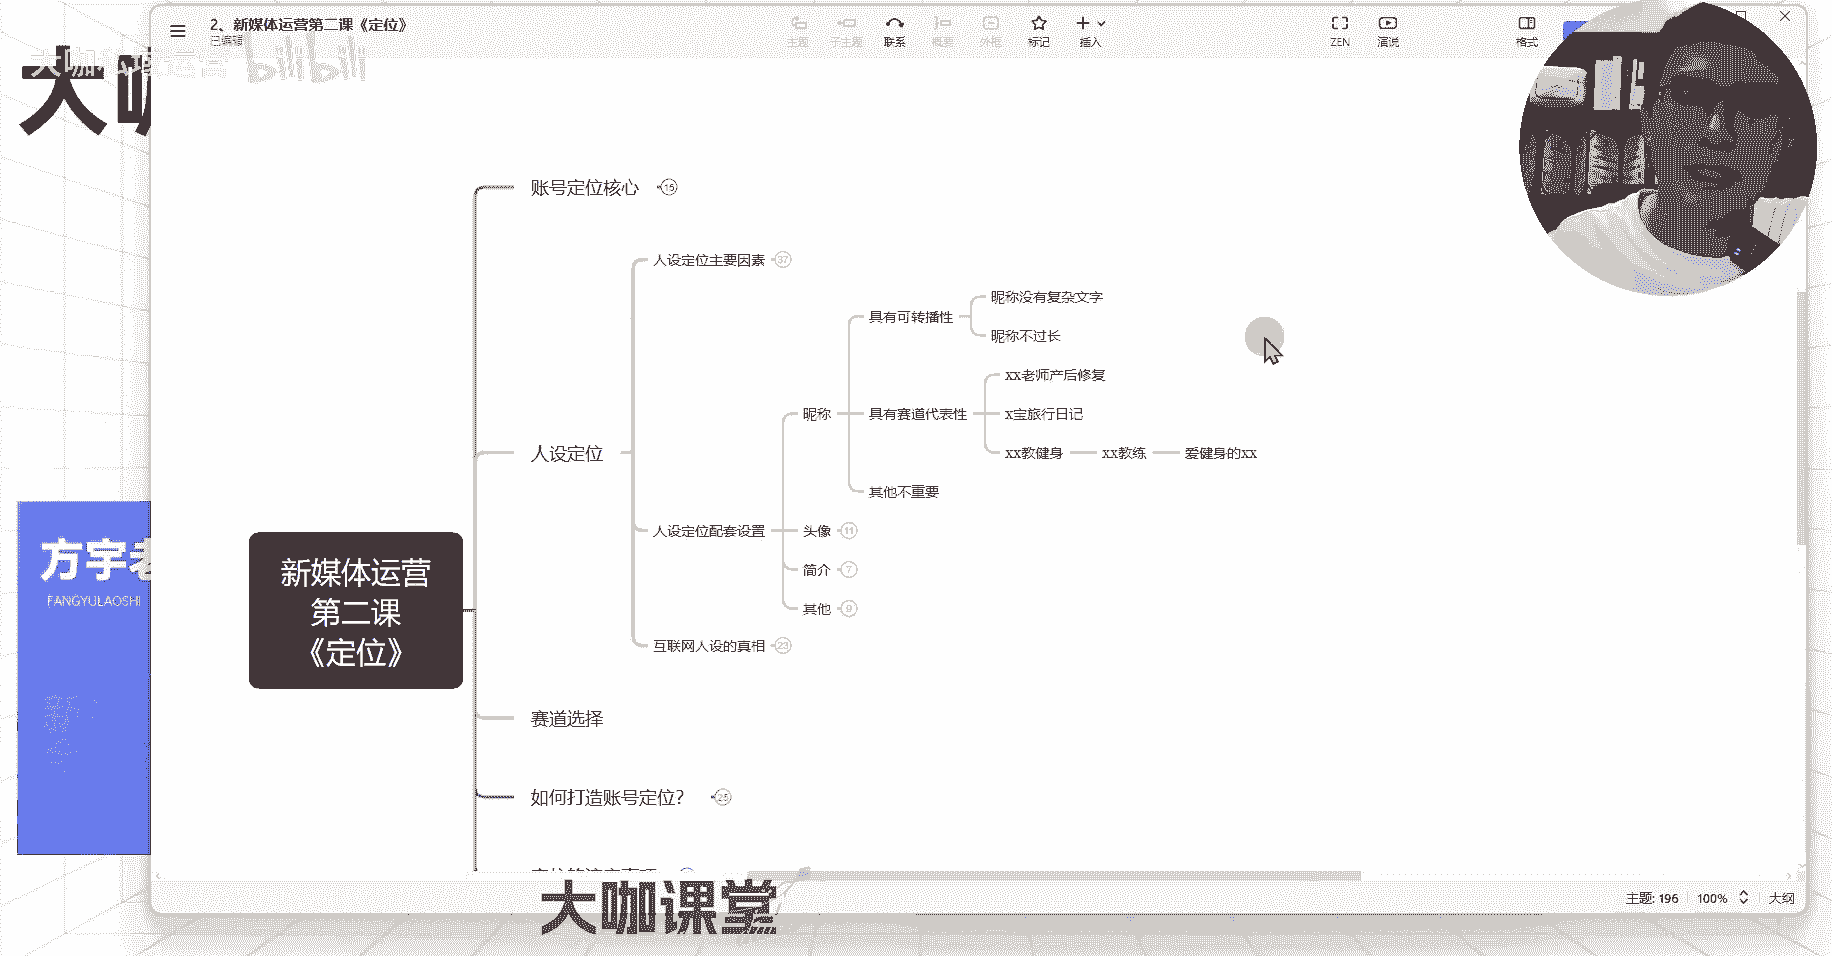 2、新媒体运营第二课《定位》
已编辑
主题
子主题
联系
概要
外框
标记
插入
ZEN
演说
格式
大咖私域运营
bilibili
大咖
账号定位核心
15
人设定位主要因素
37
昵称没有复杂文字
具有可转播性
昵称不过长
xx老师产后修复
昵称
具有赛道代表性
x宝旅行日记
人设定位
xx教健身
xx教练
爱健身的xx
其他不重要
人设定位配套设置
头像
11
简介
7
其他
9
互联网人设的真相
23
新媒体运营
第二课
《定位》
方宇老
FANGYULAOSHI
赛道选择
如何打造账号定位？
25
大咖课堂
主题: 196
100%
大纲